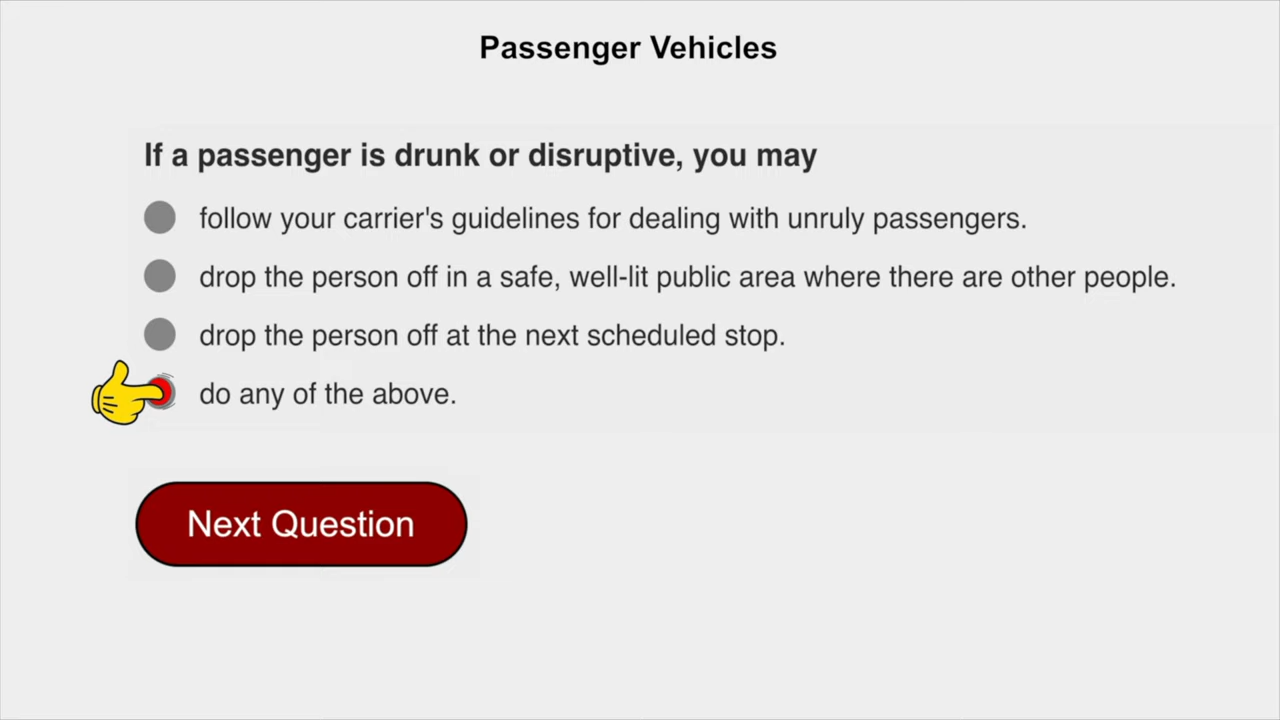 Passenger Vehicles
If a passenger is drunk or disruptive, you may
follow your carrier's guidelines for dealing with unruly passengers.
drop the person off in a safe, well-lit public area where there are other people.
drop the person off at the next scheduled stop.
do any of the above.
Next Question